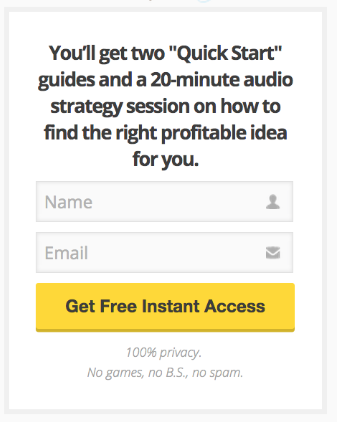 You'll get two "Quick Start"
guides and a 20-minute audio
strategy session on how to
find the right profitable idea
for you.
Name
Email
Get Free Instant Access
100% privacy.
No games, no B.S., no spam.